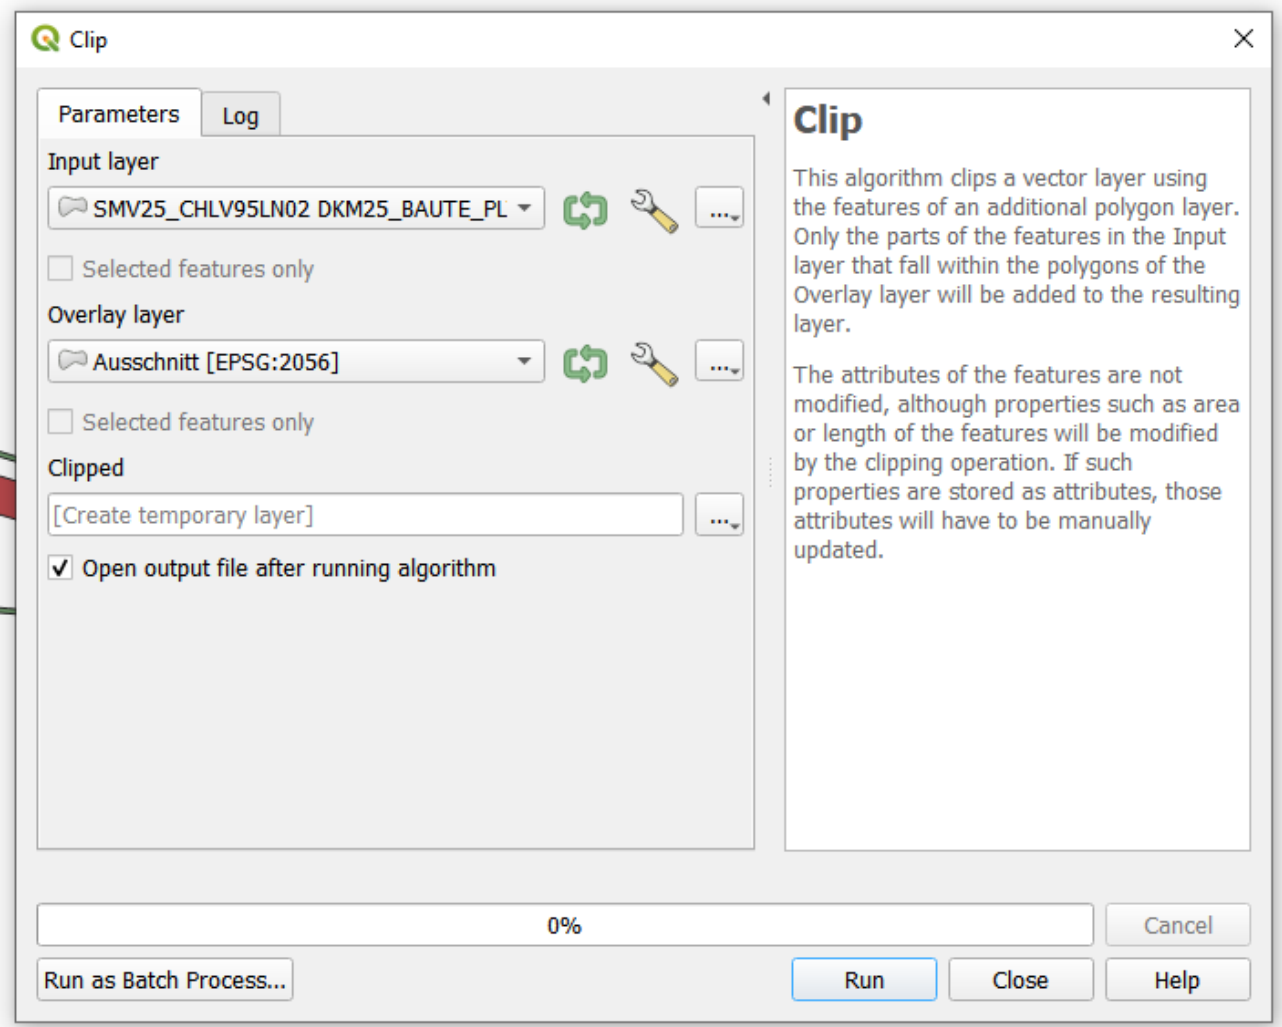 Clip
Parameters
Log
Input layer
SMV25_CHLV95LN02 DKM25_BAUTE_PL
...
Selected features only
Overlay layer
Ausschnitt [EPSG:2056]
...
Selected features only
Clipped
[Create temporary layer]
...
Open output file after running algorithm
Clip
This algorithm clips a vector layer using
the features of an additional polygon layer.
Only the parts of the features in the Input
layer that fall within the polygons of the
Overlay layer will be added to the resulting
layer.
The attributes of the features are not
modified, although properties such as area
or length of the features will be modified
by the clipping operation. If such
properties are stored as attributes, those
attributes will have to be manually
updated.
0%
Cancel
Run as Batch Process...
Run
Close
Help